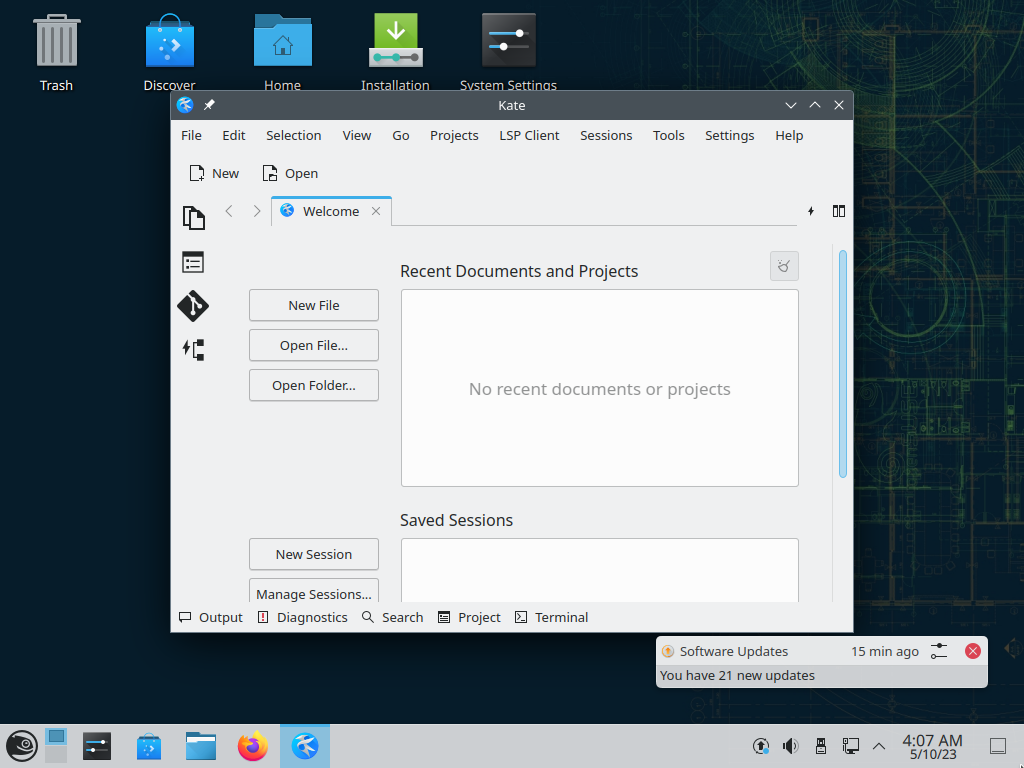 Trash
Discover
Home
Installation
System Settings
Kate
File Edit Selection View Go Projects LSP Client Sessions Tools Settings Help
New Open
Welcome
Recent Documents and Projects
New File
Open File...
Open Folder...
No recent documents or projects
Saved Sessions
New Session
Manage Sessions...
Output Diagnostics Search Project Terminal
Software Updates 15 min ago
You have 21 new updates
4:07 AM
5/10/23